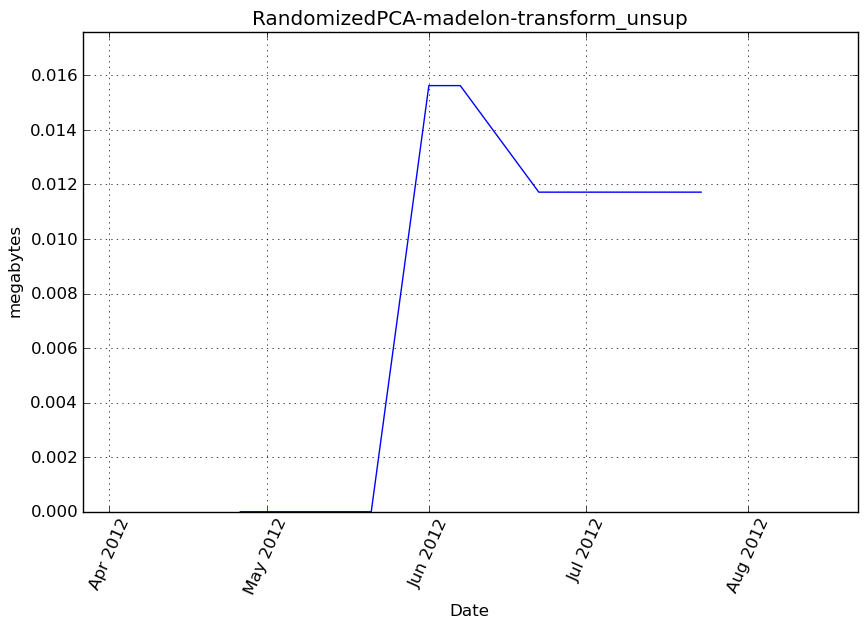 RandomizedPCA-madelon-transform_unsup
0.016
0.014
0.012
0.010
0.008
0.006
0.004
0.002
0.000
megabytes
Apr 2012
May 2012
Jun 2012
Jul 2012
Aug 2012
Date